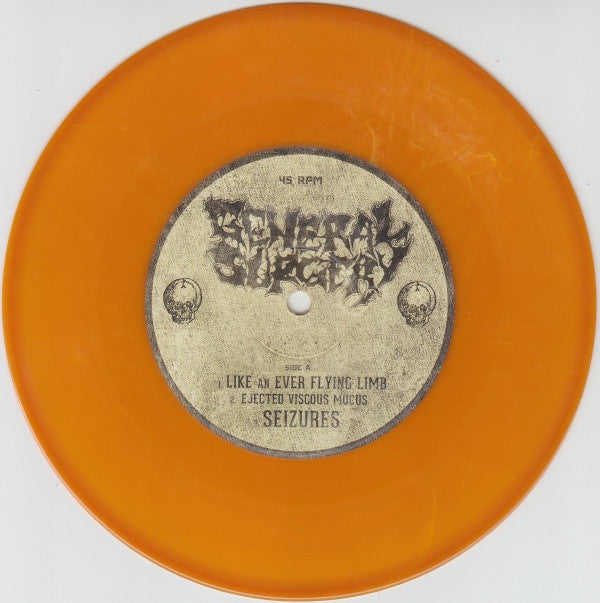 45 RPM
GENERAL
SURGERY
SIDE A
1. LIKE AN EVER FLYING LIMB
2. EJECTED VISCOUS MUCUS
3. SEIZURES